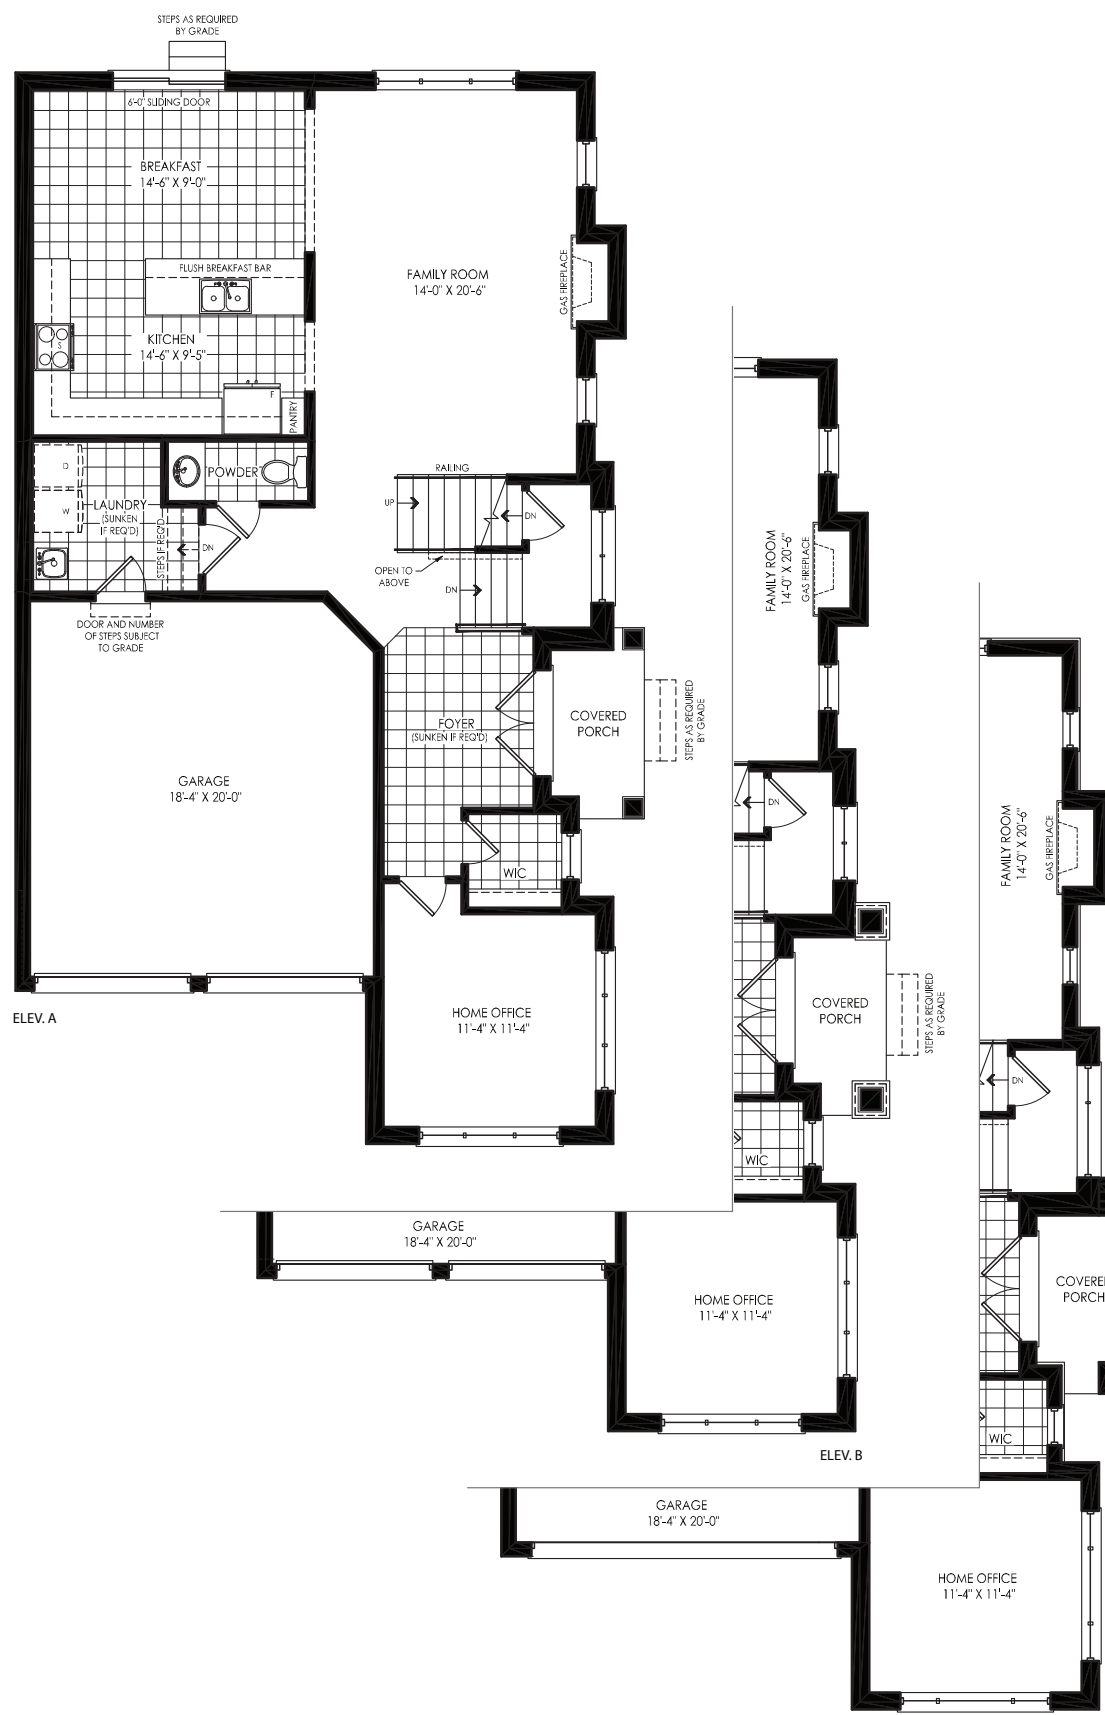 STEPS AS REQUIRED
BY GRADE
6'-0" SLIDING DOOR
BREAKFAST
14'-6" X 9'-0"
FLUSH BREAKFAST BAR
FAMILY ROOM
14'-0" X 20'-6"
GAS FIREPLACE
KITCHEN
14'-6" X 9'-5"
S
F
PANTRY
D
POWDER
W
LAUNDRY
(SUNKEN
IF REQ'D)
STEPS IF REQ'D
DN
RAILING
UP
DN
OPEN TO
ABOVE
DN
DOOR AND NUMBER
OF STEPS SUBJECT
TO GRADE
FOYER
(SUNKEN IF REQ'D)
COVERED
PORCH
STEPS AS REQUIRED
BY GRADE
GARAGE
18'-4" X 20'-0"
WIC
HOME OFFICE
11'-4" X 11'-4"
ELEV. A
FAMILY ROOM
14'-0" X 20'-6"
GAS FIREPLACE
DN
COVERED
PORCH
STEPS AS REQUIRED
BY GRADE
WIC
GARAGE
18'-4" X 20'-0"
HOME OFFICE
11'-4" X 11'-4"
ELEV. B
FAMILY ROOM
14'-0" X 20'-6"
GAS FIREPLACE
DN
COVERE
PORCH
WIC
GARAGE
18'-4" X 20'-0"
HOME OFFICE
11'-4" X 11'-4"